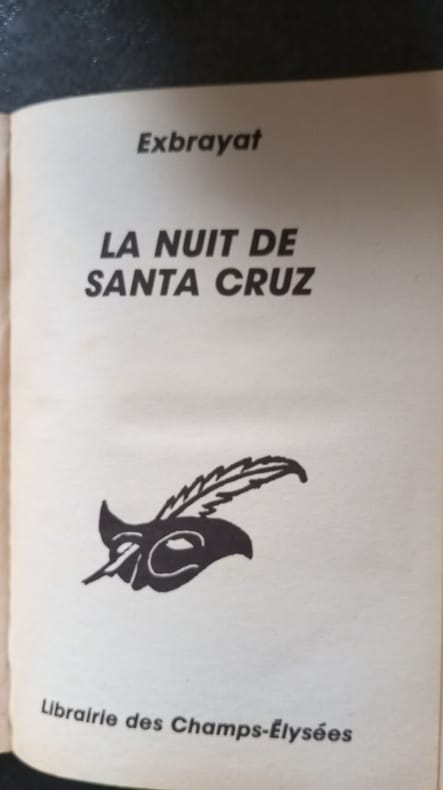 Exbrayat
LA NUIT DE
SANTA CRUZ
Librairie des Champs-Élysées